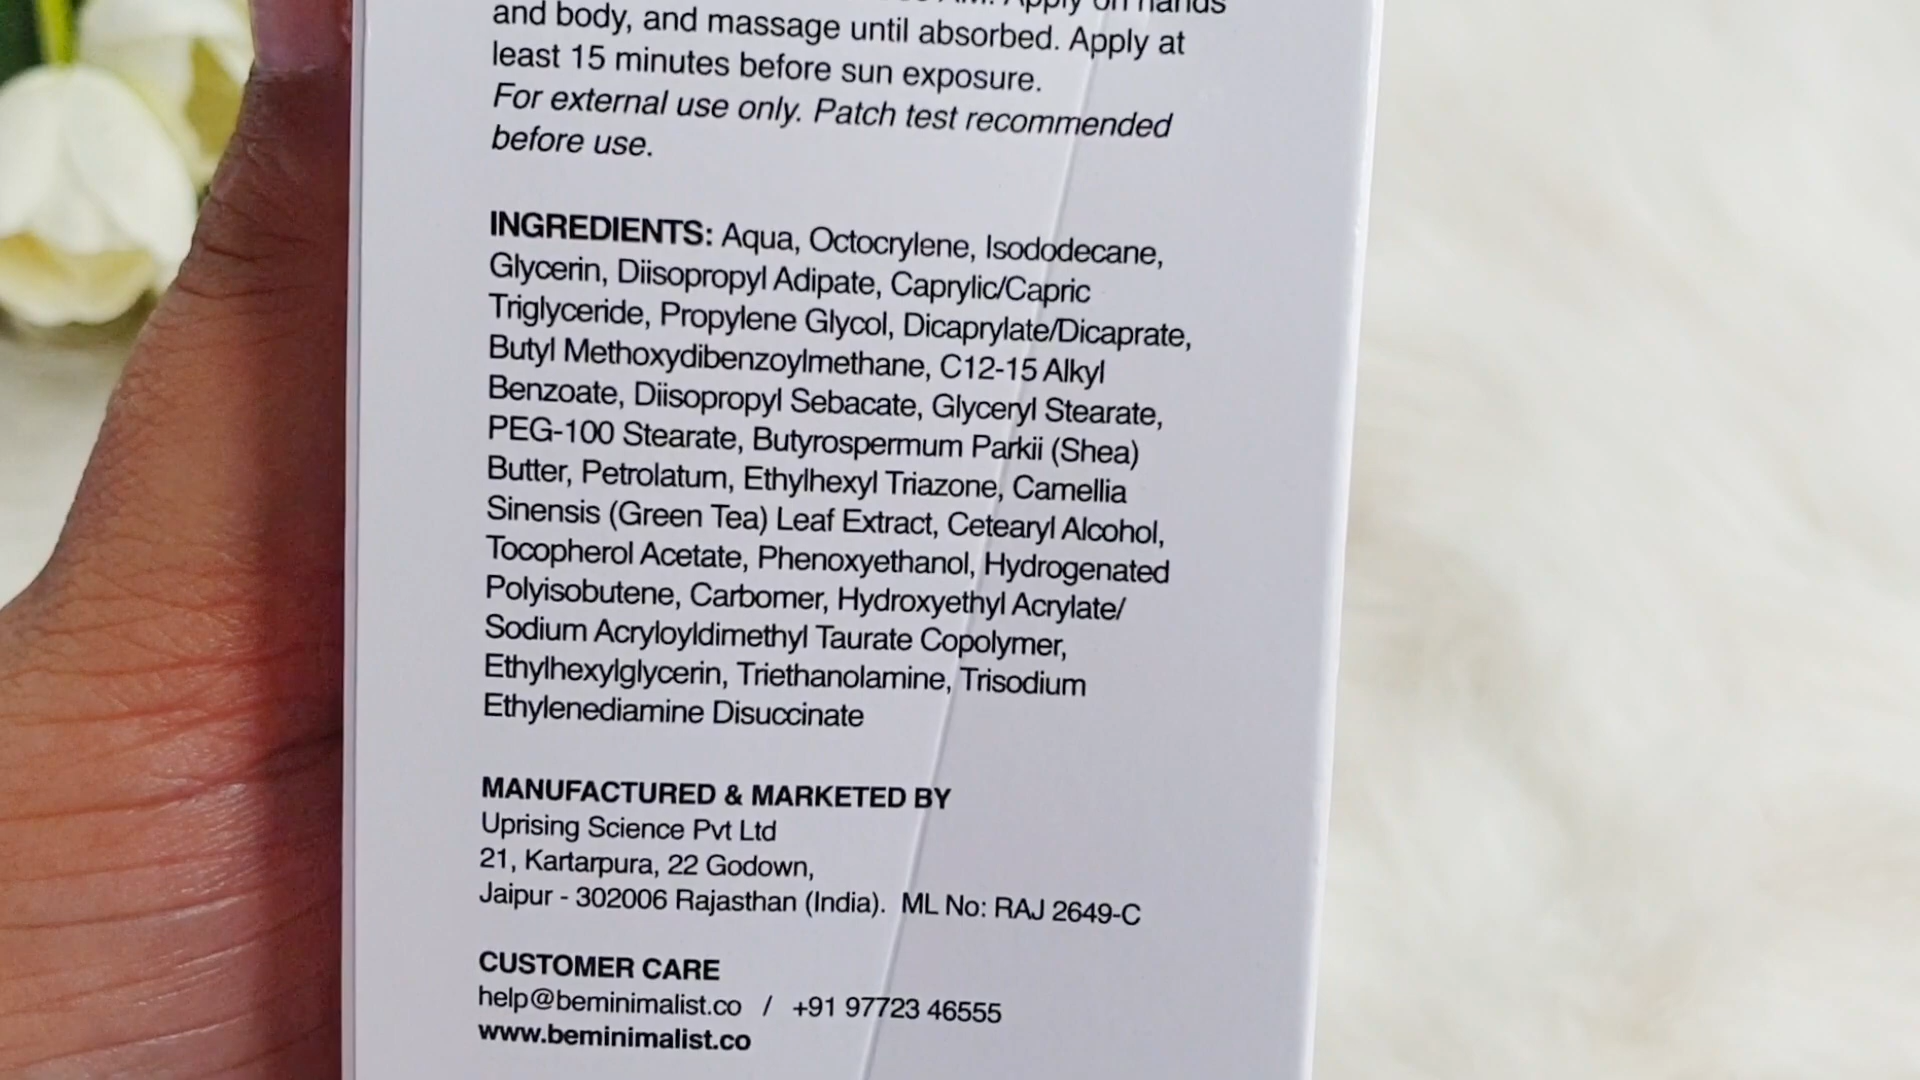 Apply on hands
and body, and massage until absorbed. Apply at
least 15 minutes before sun exposure.
For external use only. Patch test recommended
before use.
INGREDIENTS: Aqua, Octocrylene, Isododecane,
Glycerin, Diisopropyl Adipate, Caprylic/Capric
Triglyceride, Propylene Glycol, Dicaprylate/Dicaprate,
Butyl Methoxydibenzoylmethane, C12-15 Alkyl
Benzoate, Diisopropyl Sebacate, Glyceryl Stearate,
PEG-100 Stearate, Butyrospermum Parkii (Shea)
Butter, Petrolatum, Ethylhexyl Triazone, Camellia
Sinensis (Green Tea) Leaf Extract, Cetearyl Alcohol,
Tocopherol Acetate, Phenoxyethanol, Hydrogenated
Polyisobutene, Carbomer, Hydroxyethyl Acrylate/
Sodium Acryloyldimethyl Taurate Copolymer,
Ethylhexylglycerin, Triethanolamine, Trisodium
Ethylenediamine Disuccinate
MANUFACTURED & MARKETED BY
Uprising Science Pvt Ltd
21, Kartarpura, 22 Godown,
Jaipur - 302006 Rajasthan (India). ML No: RAJ 2649-C
CUSTOMER CARE
help@beminimalist.co / +91 97723 46555
www.beminimalist.co